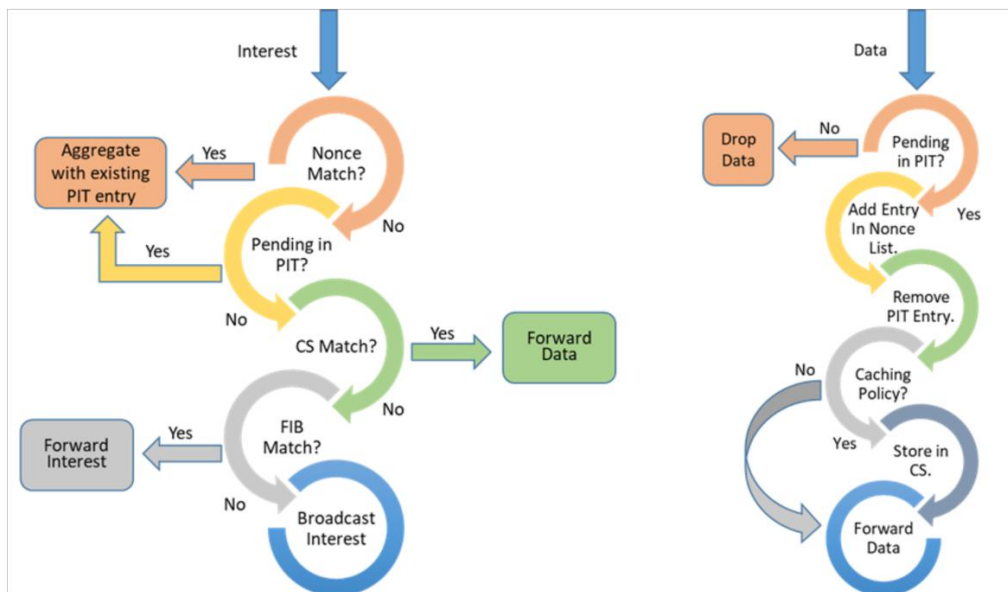 Interest
Nonce
Match?
Yes
Aggregate
with existing
PIT entry
No
Pending in
PIT?
Yes
No
CS Match?
Yes
Forward
Data
No
FIB
Match?
Yes
Forward
Interest
No
Broadcast
Interest
Data
Pending
in PIT?
No
Drop
Data
Yes
Add Entry
In Nonce
List.
Remove
PIT Entry.
Caching
Policy?
No
Yes
Store in
CS.
Forward
Data